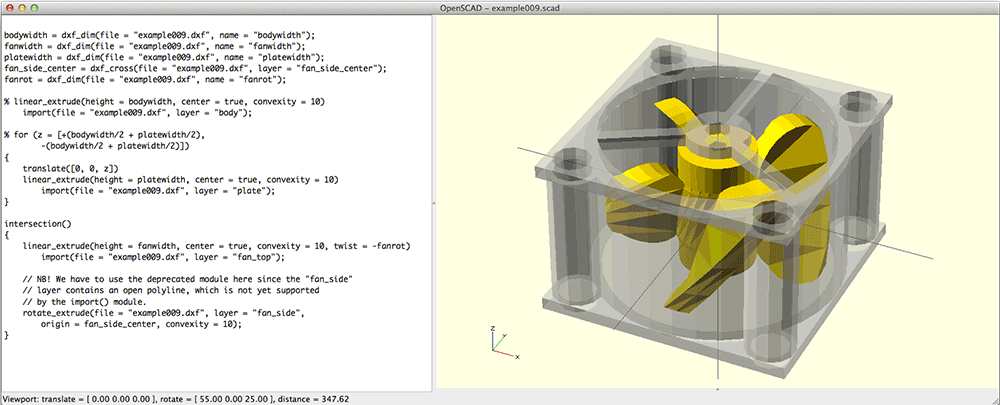 OpenSCAD – example009.scad
bodywidth = dxf_dim(file = "example009.dxf", name = "bodywidth");
fanwidth = dxf_dim(file = "example009.dxf", name = "fanwidth");
platewidth = dxf_dim(file = "example009.dxf", name = "platewidth");
fan_side_center = dxf_cross(file = "example009.dxf", layer = "fan_side_center");
fanrot = dxf_dim(file = "example009.dxf", name = "fanrot");
% linear_extrude(height = bodywidth, center = true, convexity = 10)
import(file = "example009.dxf", layer = "body");
% for (z = [+(bodywidth/2 + platewidth/2),
-(bodywidth/2 + platewidth/2)])
{
translate([0, 0, z])
linear_extrude(height = platewidth, center = true, convexity = 10)
import(file = "example009.dxf", layer = "plate");
}
intersection()
{
linear_extrude(height = fanwidth, center = true, convexity = 10, twist = -fanrot)
import(file = "example009.dxf", layer = "fan_top");
// NB! We have to use the deprecated module here since the "fan_side"
// layer contains an open polyline, which is not yet supported
// by the import() module.
rotate_extrude(file = "example009.dxf", layer = "fan_side",
origin = fan_side_center, convexity = 10);
}
Z
Y
X
Viewport: translate = [ 0.00 0.00 0.00 ], rotate = [ 55.00 0.00 25.00 ], distance = 347.62